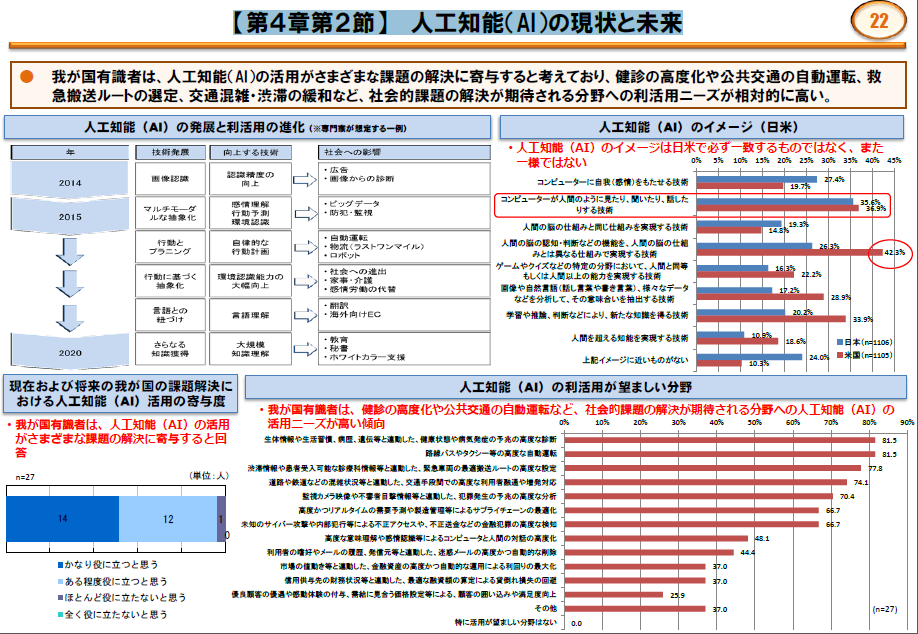 【第4章第2節】 人工知能(AI)の現状と未来
22
● 我が国有識者は、人工知能(AI)の活用がさまざまな課題の解決に寄与すると考えており、健診の高度化や公共交通の自動運転、救
急搬送ルートの選定、交通混雑・渋滞の緩和など、社会的課題の解決が期待される分野への利活用ニーズが相対的に高い。
人工知能(AI)の発展と利活用の進化(※専門家が想定する一例)
年 技術発展 向上する技術 社会への影響
2014
画像認識
認識精度の
向上
・広告
・画像からの診断
2015
マルチモーダ
ルな抽象化
感情理解
行動予測
環境認識
・ビッグデータ
・防犯・監視
行動と
プランニング
自律的な
行動計画
・自動運転
・物流(ラストワンマイル)
・ロボット
行動に基づく
抽象化
環境認識能力の
大幅向上
・社会への進出
・家事・介護
・感情労働の代替
言語との
紐づけ
言語理解
・翻訳
・海外向けEC
2020
さらなる
知識獲得
大規模
知識理解
・教育
・秘書
・ホワイトカラー支援
人工知能(AI)のイメージ(日米)
・人工知能(AI)のイメージは日米で必ず一致するものではなく、また
一様ではない
0% 5% 10% 15% 20% 25% 30% 35% 40% 45%
コンピューターに自我(感情)をもたせる技術
27.4%
19.7%
コンピューターが人間のように見たり、聞いたり、話した
りする技術
35.6%
36.9%
人間の脳の仕組みと同じ仕組みを実現する技術
19.3%
14.8%
人間の脳の認知・判断などの機能を、人間の脳の仕組
みとは異なる仕組みで実現する技術
26.3%
42.3%
ゲームやクイズなどの特定の分野において、人間と同等
もしくは人間以上の能力を実現する技術
16.3%
22.2%
画像や自然言語(話し言葉や書き言葉)、様々なデータ
などを分析して、その意味合いを抽出する技術
17.2%
28.9%
学習や推論、判断などにより、新たな知識を得る技術
20.2%
33.9%
人間を超える知能を実現する技術
10.9%
18.6%
上記イメージに近いものがない
24.0%
10.3%
日本(n=1106)
米国(n=1105)
現在および将来の我が国の課題解決に
おける人工知能(AI)活用の寄与度
・我が国有識者は、人工知能(AI)の活用
がさまざまな課題の解決に寄与すると回
答
n=27 (単位:人)
14 12 1 0
かなり役に立つと思う
ある程度役に立つと思う
ほとんど役に立たないと思う
全く役に立たないと思う
人工知能(AI)の利活用が望ましい分野
・我が国有識者は、健診の高度化や公共交通の自動運転など、社会的課題の解決が期待される分野への人工知能(AI)の
活用ニーズが高い傾向
0% 10% 20% 30% 40% 50% 60% 70% 80% 90%
生体情報や生活習慣、病歴、遺伝等と連動した、健康状態や病気発症の予兆の高度な診断 81.5
路線バスやタクシー等の高度な自動運転 81.5
渋滞情報や患者受入可能な診療科情報等と連動した、緊急車両の最適搬送ルートの高度な設定 77.8
道路や鉄道などの混雑状況等と連動した、交通手段間での高度な利用者融通や増発対応 74.1
監視カメラ映像や不審者目撃情報等と連動した、犯罪発生の予兆の高度な分析 70.4
高度かつリアルタイムの需要予測や製造管理等によるサプライチェーンの最適化 66.7
未知のサイバー攻撃や内部犯行等による不正アクセスや、不正送金などの金融犯罪の高度な検知 66.7
高度な意味理解や感情認識等によるコンピュータと人間の対話の高度化 48.1
利用者の嗜好やメールの履歴、発信元等と連動した、迷惑メールの高度かつ自動的な削除 44.4
市場の値動き等と連動した、金融資産の高度かつ自動的な運用による利回りの最大化 37.0
信用供与先の財務状況等と連動した、最適な融資額の算定による貸倒れ損失の回避 37.0
優良顧客の優遇や感動体験の付与、需給に見合う価格設定等による、顧客の囲い込みや満足度向上 25.9
その他 37.0
特に活用が望ましい分野はない 0.0
(n=27)